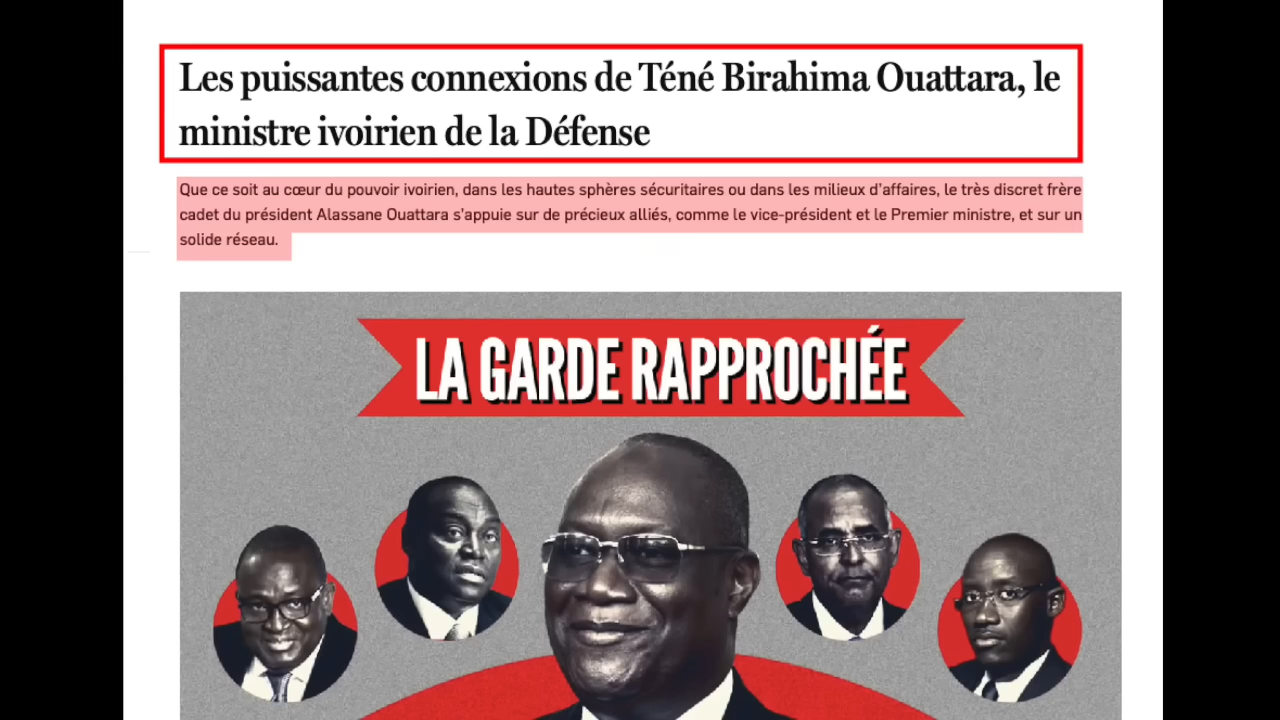 Les puissantes connexions de Téné Birahima Ouattara, le
ministre ivoirien de la Défense
Que ce soit au cœur du pouvoir ivoirien, dans les hautes sphères sécuritaires ou dans les milieux d'affaires, le très discret frère
cadet du président Alassane Ouattara s'appuie sur de précieux alliés, comme le vice-président et le Premier ministre, et sur un
solide réseau.
LA GARDE RAPPROCHÉE